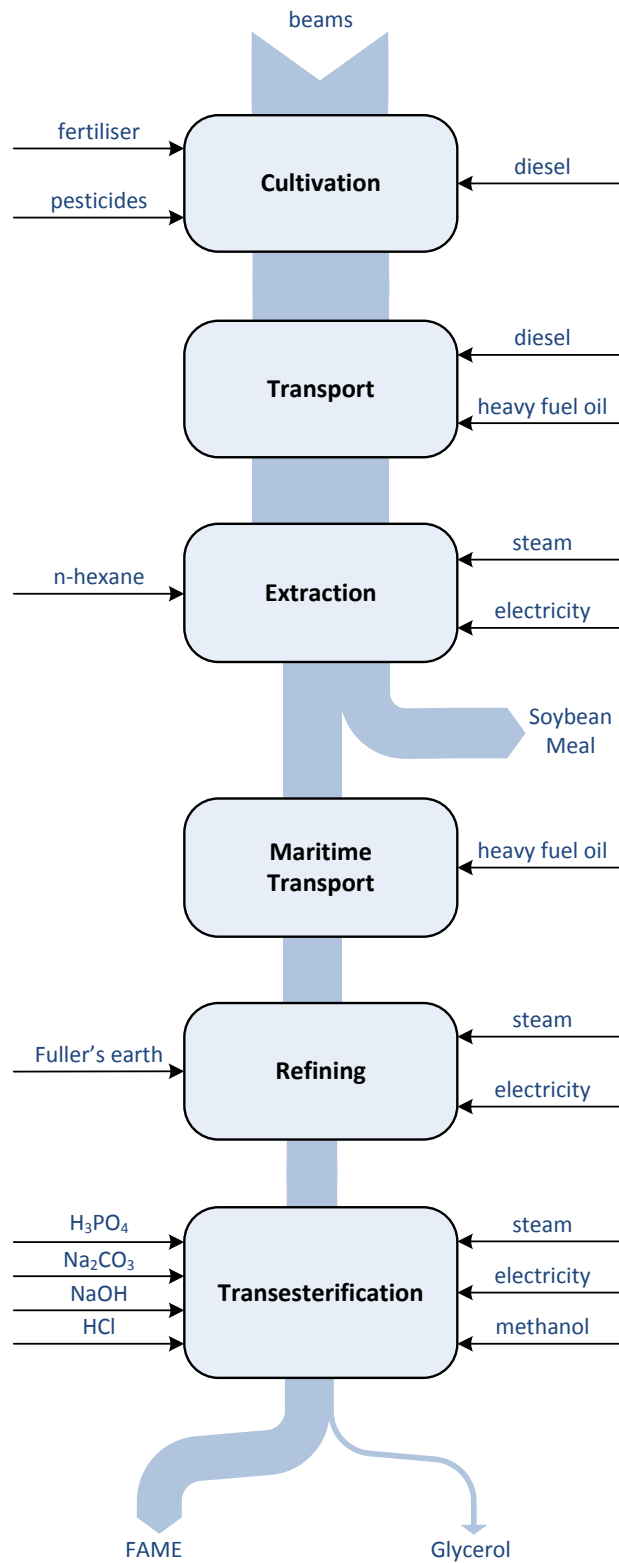 beams
fertiliser
pesticides
Cultivation
diesel
Transport
diesel
heavy fuel oil
n-hexane
Extraction
steam
electricity
Soybean
Meal
Maritime
Transport
heavy fuel oil
Fuller’s earth
Refining
steam
electricity
H₃PO₄
Na₂CO₃
NaOH
HCl
Transesterification
steam
electricity
methanol
FAME
Glycerol